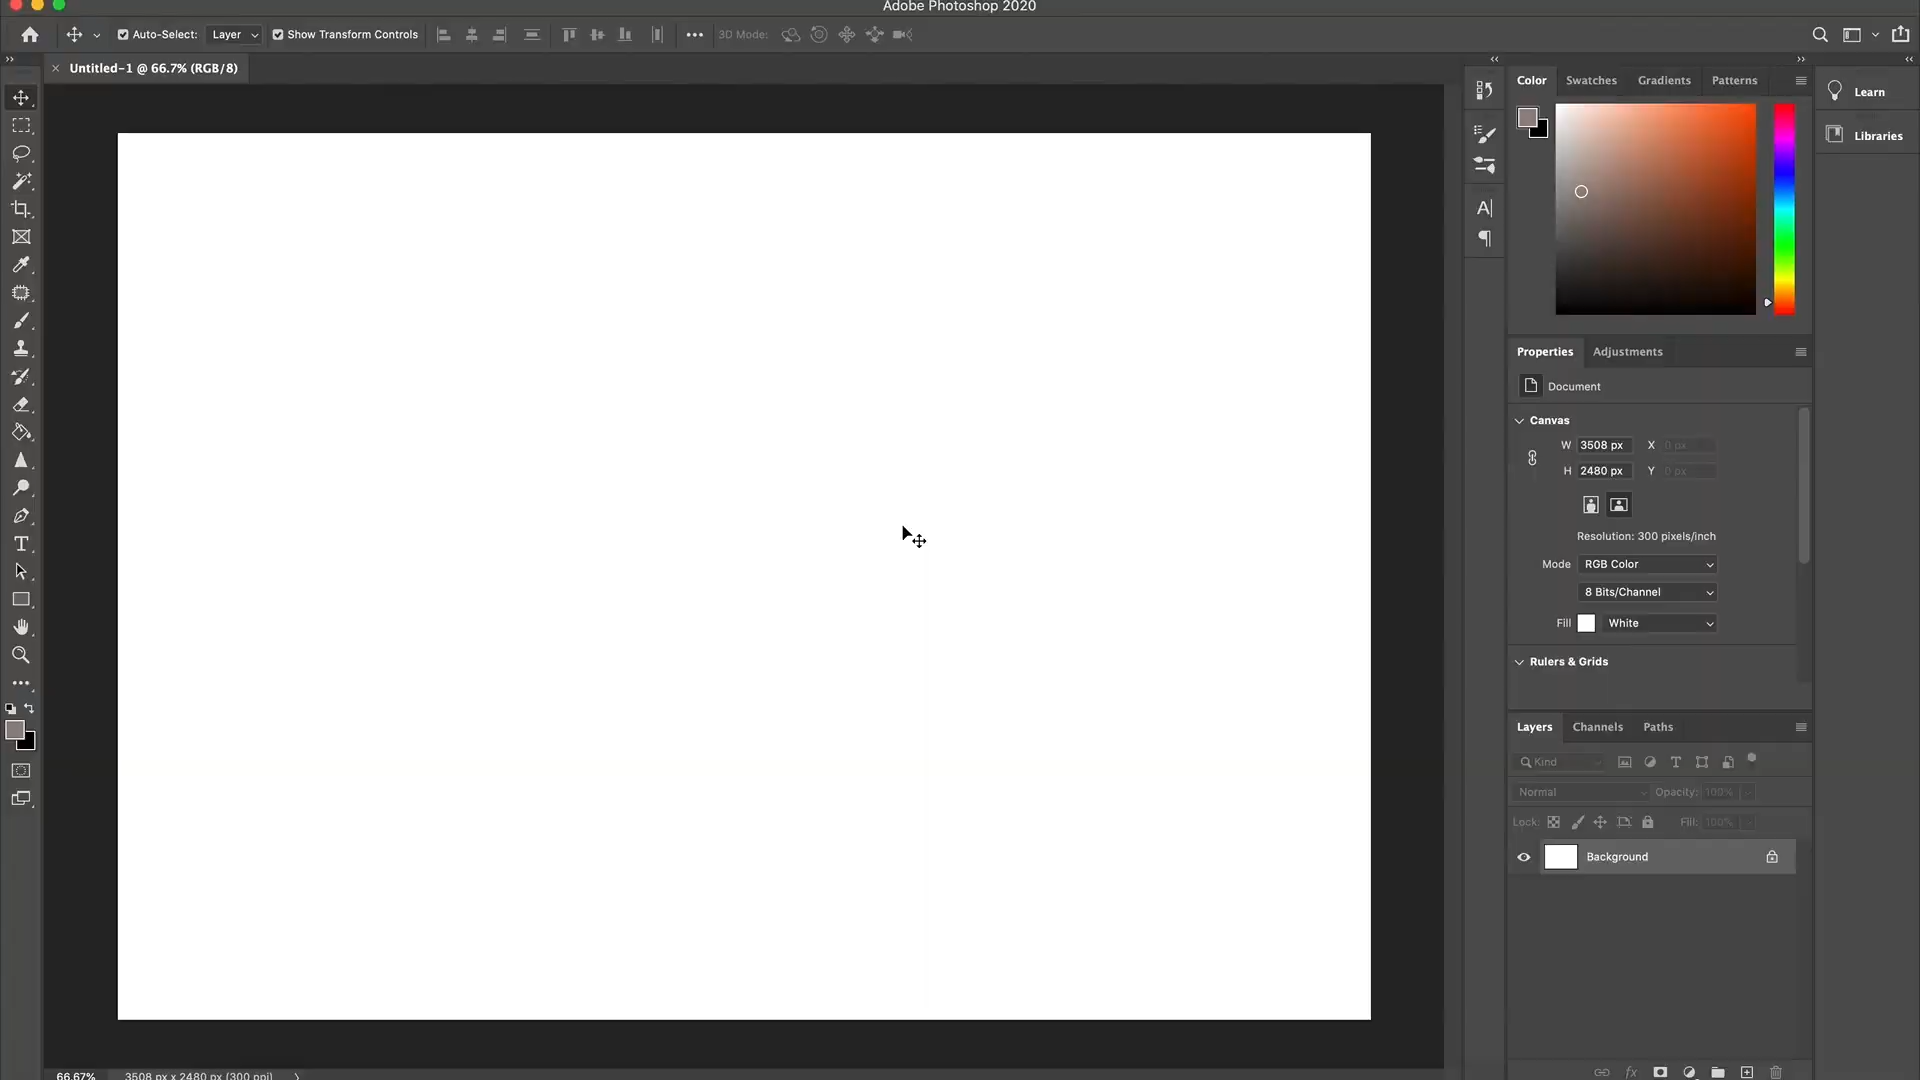 Adobe Photoshop 2020
Auto-Select: Layer Show Transform Controls 3D Mode:
Untitled-1 @ 66.7% (RGB/8)
Color Swatches Gradients Patterns
Learn
Libraries
Properties Adjustments
Document
Canvas
W 3508 px X 0 px
H 2480 px Y 0 px
Resolution: 300 pixels/inch
Mode RGB Color
8 Bits/Channel
Fill White
Rulers & Grids
Layers Channels Paths
Kind
Normal Opacity: 100%
Lock: Fill: 100%
Background
66.67% 3508 px x 2480 px (300 ppi)